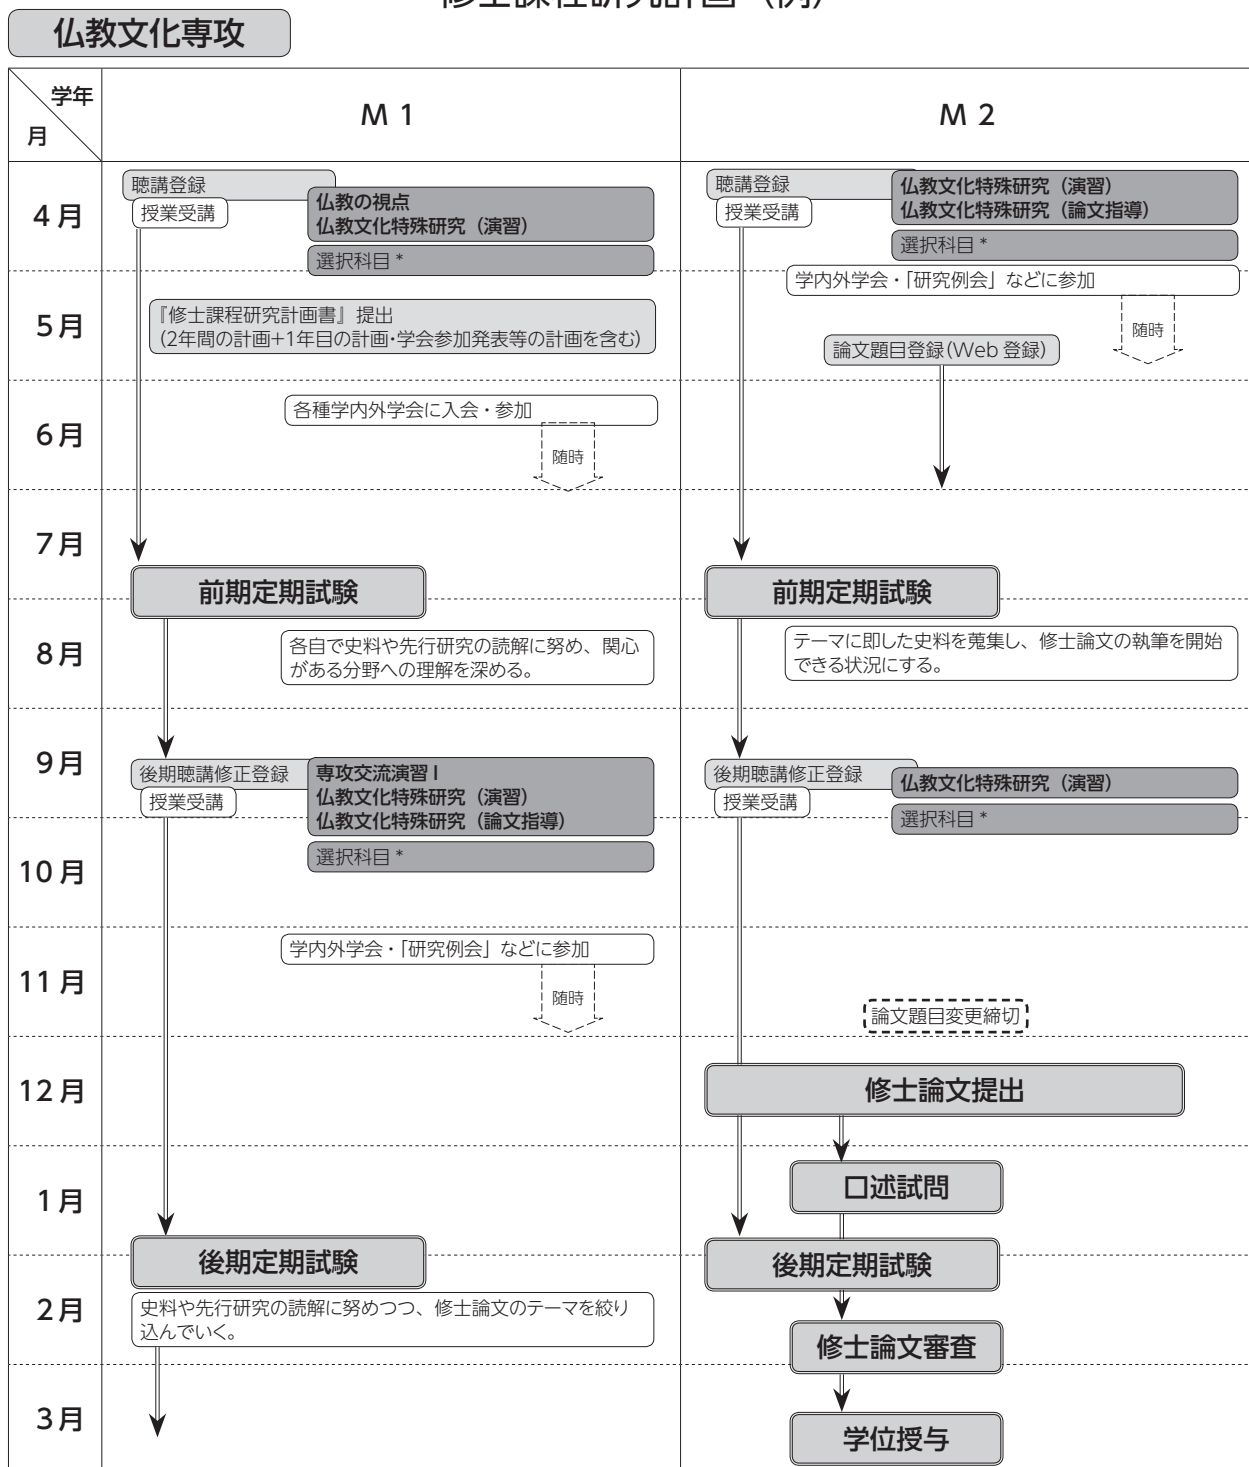 修士課程研究計画（例）
仏教文化専攻
学年
月
M 1
M 2
4月
聴講登録
授業受講
仏教の視点
仏教文化特殊研究（演習）
選択科目 *
聴講登録
授業受講
仏教文化特殊研究（演習）
仏教文化特殊研究（論文指導）
選択科目 *
学内外学会・「研究例会」などに参加
随時
5月
『修士課程研究計画書』提出
(2年間の計画+1年目の計画・学会参加発表等の計画を含む)
論文題目登録(Web 登録)
6月
各種学内外学会に入会・参加
随時
7月
前期定期試験
前期定期試験
8月
各自で史料や先行研究の読解に努め、関心
がある分野への理解を深める。
テーマに即した史料を蒐集し、修士論文の執筆を開始
できる状況にする。
9月
後期聴講修正登録
授業受講
専攻交流演習 I
仏教文化特殊研究（演習）
仏教文化特殊研究（論文指導）
選択科目 *
後期聴講修正登録
授業受講
仏教文化特殊研究（演習）
選択科目 *
10月
11月
学内外学会・「研究例会」などに参加
随時
論文題目変更締切
12月
修士論文提出
1月
口述試問
後期定期試験
後期定期試験
2月
史料や先行研究の読解に努めつつ、修士論文のテーマを絞り
込んでいく。
修士論文審査
3月
学位授与